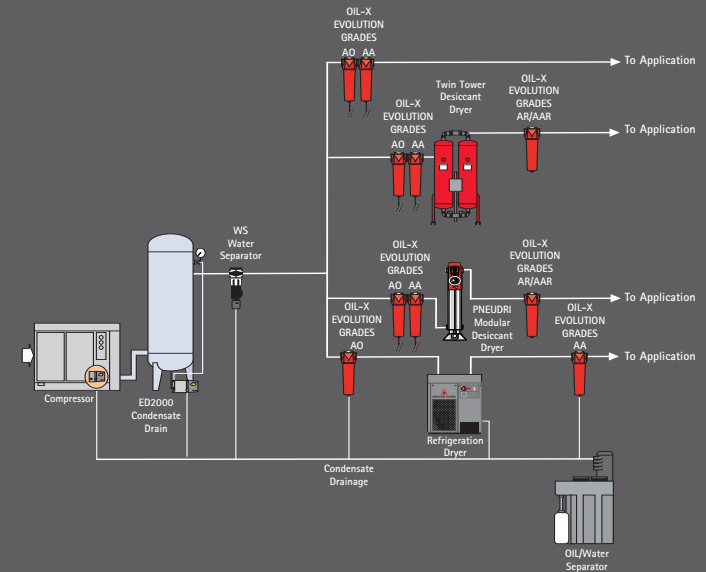 OIL-X
EVOLUTION
GRADES
AO AA
To Application
Twin Tower
Desiccant
Dryer
OIL-X
EVOLUTION
GRADES
AR/AAR
OIL-X
EVOLUTION
GRADES
AO AA
To Application
WS
Water
Separator
OIL-X
EVOLUTION
GRADES
AO AA
OIL-X
EVOLUTION
GRADES
AR/AAR
To Application
OIL-X
EVOLUTION
GRADES
AO
PNEUDRI
Modular
Desiccant
Dryer
OIL-X
EVOLUTION
GRADES
AA
To Application
Compressor
ED2000
Condensate
Drain
Refrigeration
Dryer
Condensate
Drainage
OIL/Water
Separator